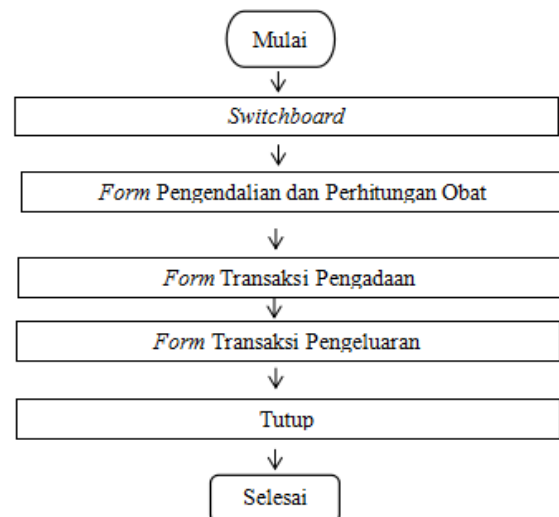 Mulai
Switchboard
Form Pengendalian dan Perhitungan Obat
Form Transaksi Pengadaan
Form Transaksi Pengeluaran
Tutup
Selesai